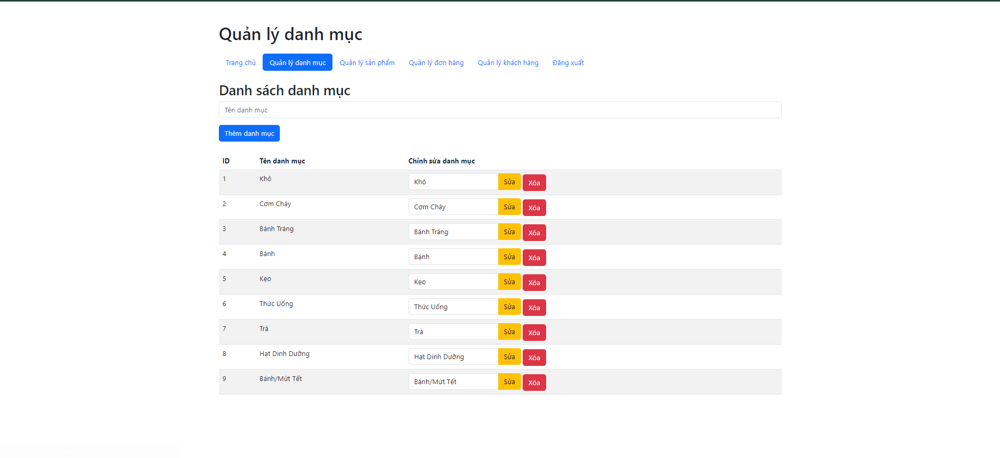 Quản lý danh mục
Trang chủ Quản lý danh mục Quản lý sản phẩm Quản lý đơn hàng Quản lý khách hàng Đăng xuất
Danh sách danh mục
Tên danh mục
Thêm danh mục
ID Tên danh mục Chỉnh sửa danh mục
1 Khô Khô Sửa Xóa
2 Cơm Cháy Cơm Cháy Sửa Xóa
3 Bánh Tráng Bánh Tráng Sửa Xóa
4 Bánh Bánh Sửa Xóa
5 Kẹo Kẹo Sửa Xóa
6 Thức Uống Thức Uống Sửa Xóa
7 Trà Trà Sửa Xóa
8 Hạt Dinh Dưỡng Hạt Dinh Dưỡng Sửa Xóa
9 Bánh/Mứt Tết Bánh/Mứt Tết Sửa Xóa